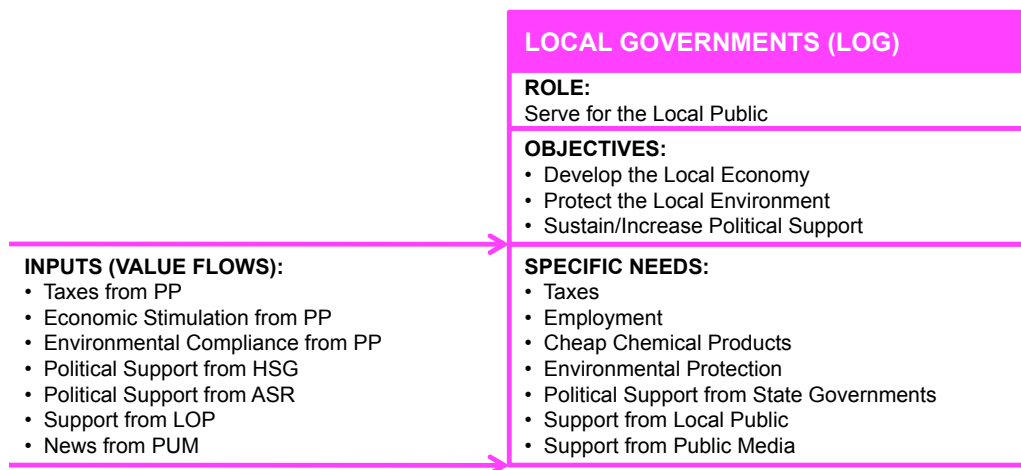 LOCAL GOVERNMENTS (LOG)
ROLE:
Serve for the Local Public
OBJECTIVES:
• Develop the Local Economy
• Protect the Local Environment
• Sustain/Increase Political Support
INPUTS (VALUE FLOWS):
• Taxes from PP
• Economic Stimulation from PP
• Environmental Compliance from PP
• Political Support from HSG
• Political Support from ASR
• Support from LOP
• News from PUM
SPECIFIC NEEDS:
• Taxes
• Employment
• Cheap Chemical Products
• Environmental Protection
• Political Support from State Governments
• Support from Local Public
• Support from Public Media